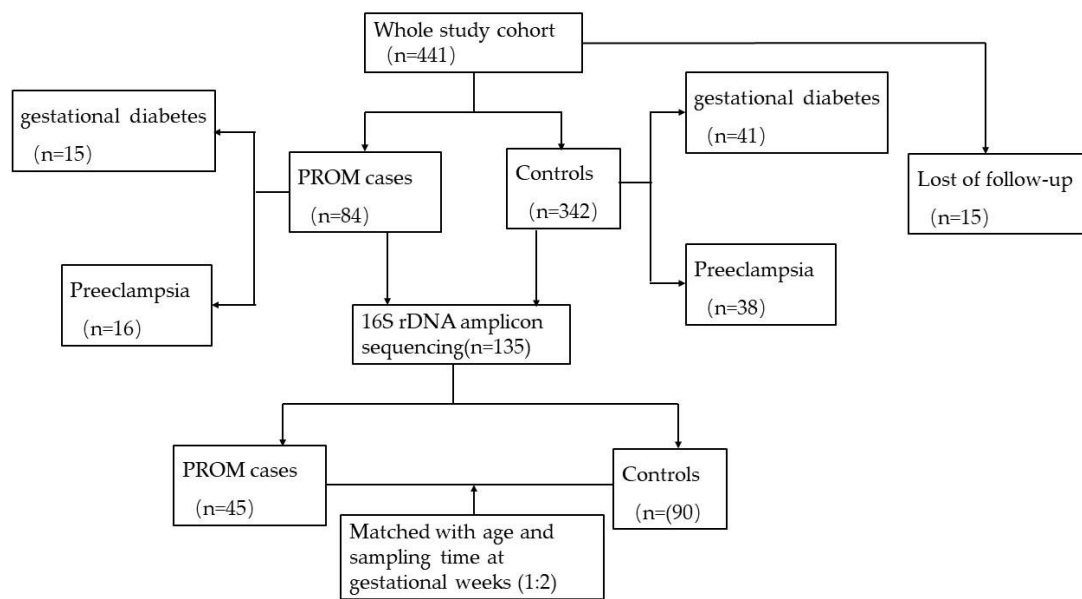 Whole study cohort
（n=441）
gestational diabetes
（n=15）
PROM cases
（n=84）
Controls
（n=342）
gestational diabetes
（n=41）
Lost of follow-up
（n=15）
Preeclampsia
（n=16）
Preeclampsia
（n=38）
16S rDNA amplicon
sequencing(n=135）
PROM cases
（n=45）
Controls
（n=(90）
Matched with age and
sampling time at
gestational weeks (1:2)